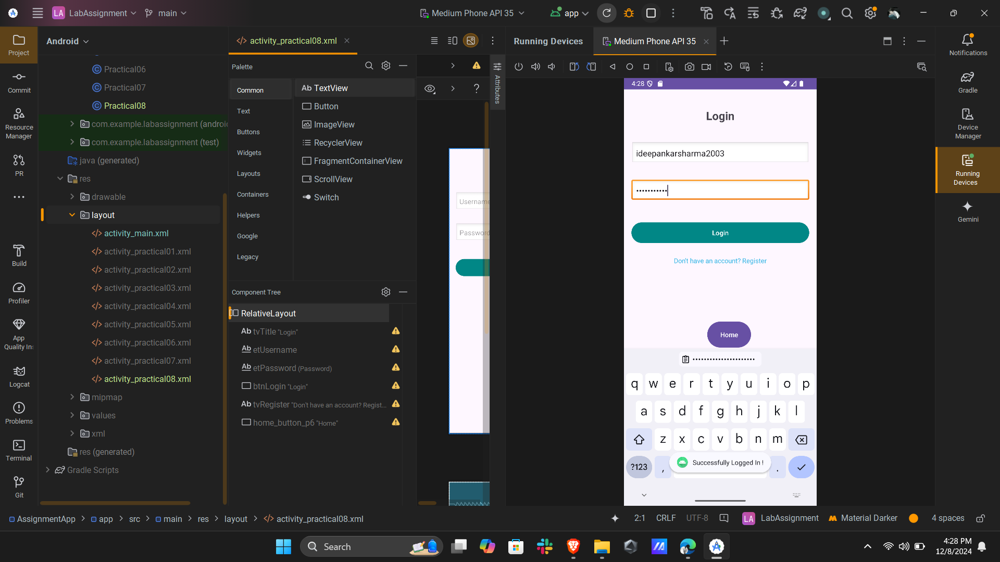 LA LabAssignment main
Medium Phone API 35
app
Project
Commit
Resource
Manager
PR
Build
Profiler
App
Quality Ins
Logcat
Problems
Terminal
Git
Android
Practical06
Practical07
Practical08
com.example.labassignment (androi
com.example.labassignment (test)
java (generated)
res
drawable
layout
activity_main.xml
activity_practical01.xml
activity_practical02.xml
activity_practical03.xml
activity_practical04.xml
activity_practical05.xml
activity_practical06.xml
activity_practical07.xml
activity_practical08.xml
mipmap
values
xml
res (generated)
Gradle Scripts
activity_practical08.xml
Palette
Common
Text
Buttons
Widgets
Layouts
Containers
Helpers
Google
Legacy
Ab TextView
Button
ImageView
RecyclerView
FragmentContainerView
ScrollView
Switch
Component Tree
RelativeLayout
Ab tvTitle "Login"
Ab etUsername
Ab etPassword (Password)
btnLogin "Login"
Ab tvRegister "Don't have an account? Regist...
home_button_p6 "Home"
?
Attributes
Username
Password
Running Devices
Medium Phone API 35
4:28
Login
ideepankarsharma2003
•••••••••••
Login
Don't have an account? Register
Home
q w e r t y u i o p
a s d f g h j k l
z x c v b n m
?123 , .
Successfully Logged In !
Notifications
Gradle
Device
Manager
Running
Devices
Gemini
AssignmentApp > app > src > main > res > layout > activity_practical08.xml
2:1 CRLF UTF-8 LA LabAssignment Material Darker 4 spaces
Search
4:28 PM
12/8/2024